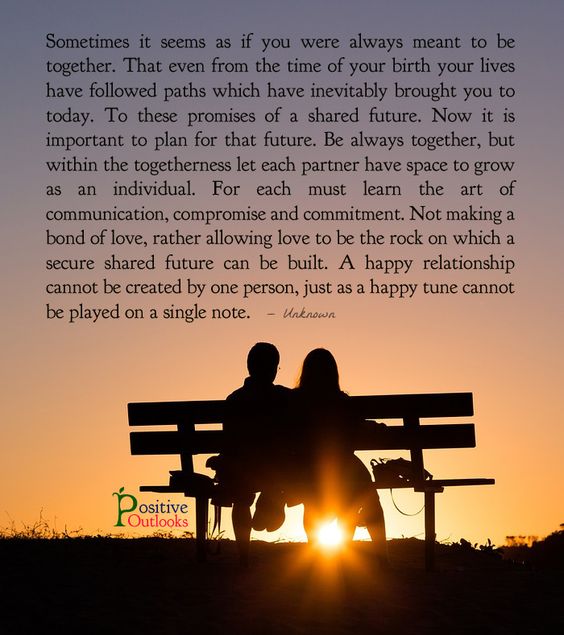 Sometimes it seems as if you were always meant to be
together. That even from the time of your birth your lives
have followed paths which have inevitably brought you to
today. To these promises of a shared future. Now it is
important to plan for that future. Be always together, but
within the togetherness let each partner have space to grow
as an individual. For each must learn the art of
communication, compromise and commitment. Not making a
bond of love, rather allowing love to be the rock on which a
secure shared future can be built. A happy relationship
cannot be created by one person, just as a happy tune cannot
be played on a single note. – Unknown
Positive
Outlooks